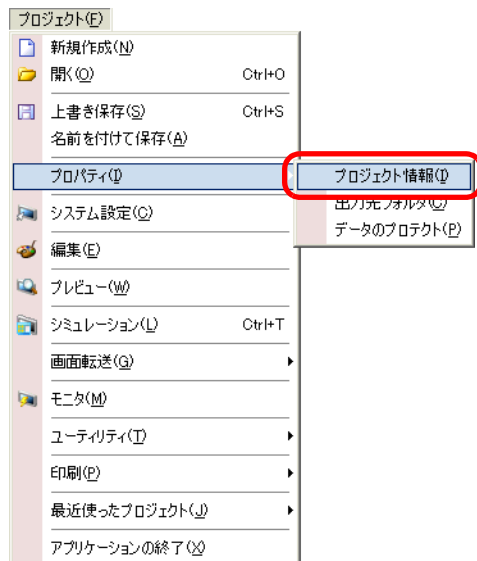 プロジェクト(F)
新規作成(N)
開く(O) Ctrl+O
上書き保存(S) Ctrl+S
名前を付けて保存(A)
プロパティ(I) プロジェクト情報(I)
出力先フォルダ(C)
データのプロテクト(P)
システム設定(C)
編集(E)
プレビュー(W)
シミュレーション(L) Ctrl+T
画面転送(G)
モニタ(M)
ユーティリティ(T)
印刷(P)
最近使ったプロジェクト(J)
アプリケーションの終了(X)